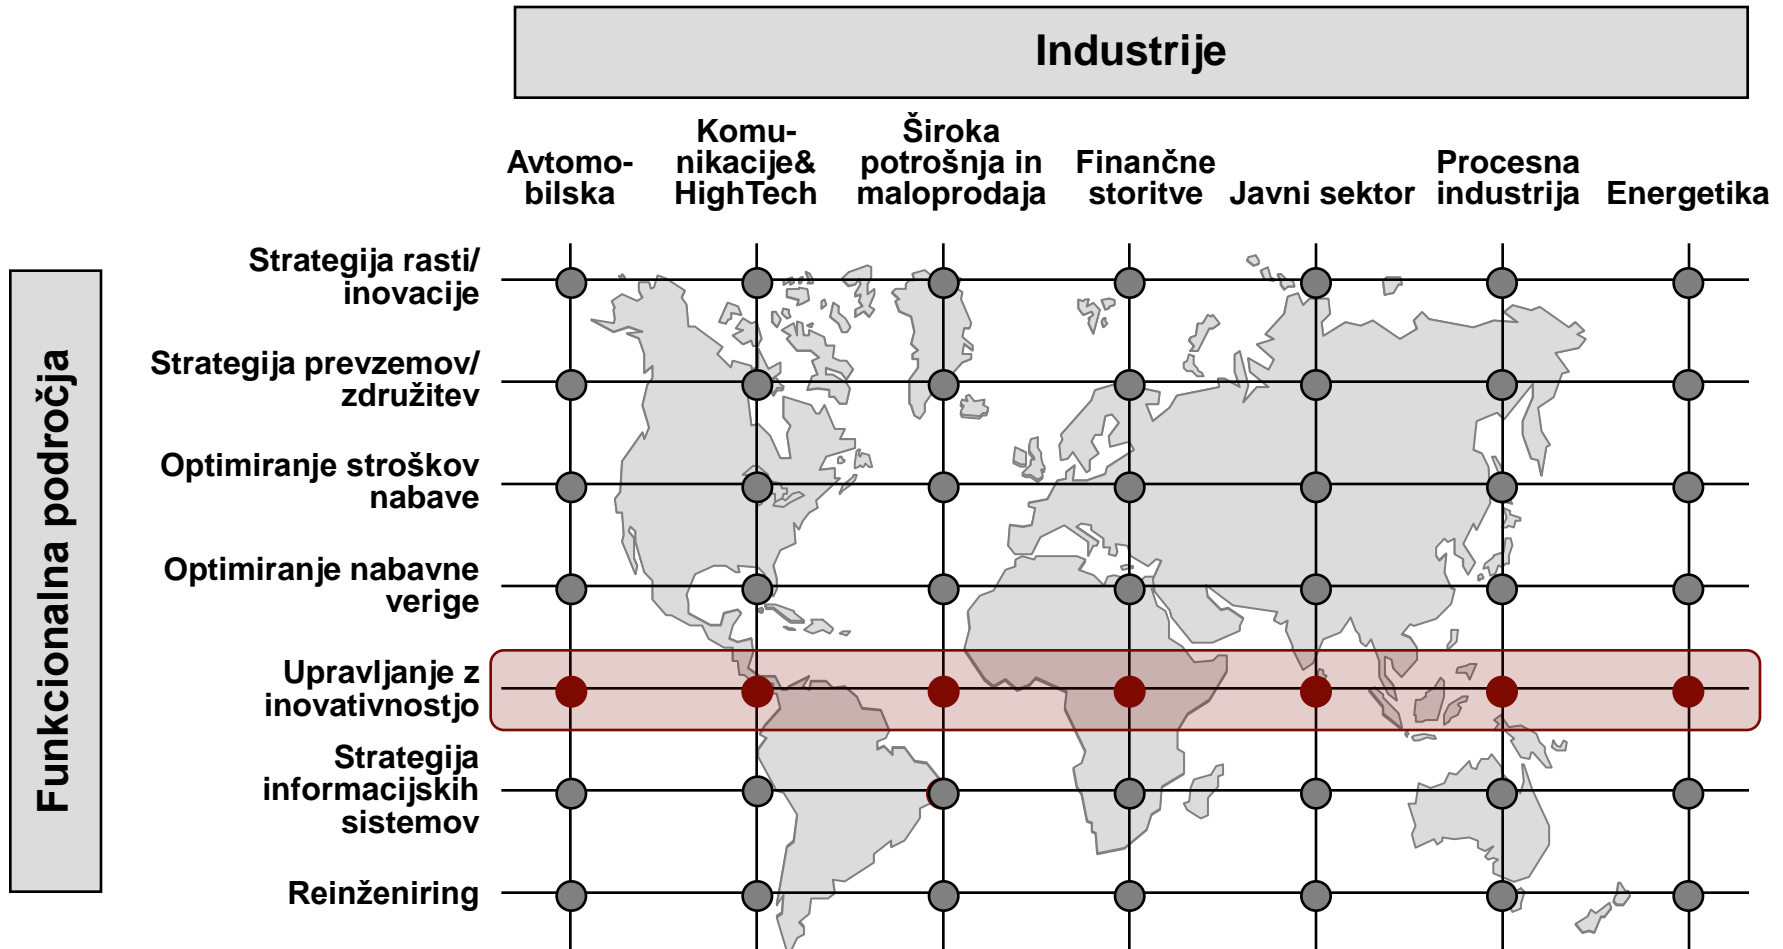 Industrije
Avtomo-
bilska
Komu-
nikacije&
HighTech
Široka
potrošnja in
maloprodaja
Finančne
storitve
Javni sektor
Procesna
industrija
Energetika
Funkcionalna področja
Strategija rasti/
inovacije
Strategija prevzemov/
združitev
Optimiranje stroškov
nabave
Optimiranje nabavne
verige
Upravljanje z
inovativnostjo
Strategija
informacijskih
sistemov
Reinženiring